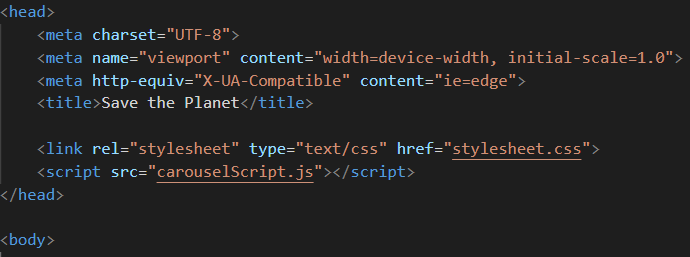 <head>
<meta charset="UTF-8">
<meta name="viewport" content="width=device-width, initial-scale=1.0">
<meta http-equiv="X-UA-Compatible" content="ie=edge">
<title>Save the Planet</title>
<link rel="stylesheet" type="text/css" href="stylesheet.css">
<script src="carouselScript.js"></script>
</head>
<body>